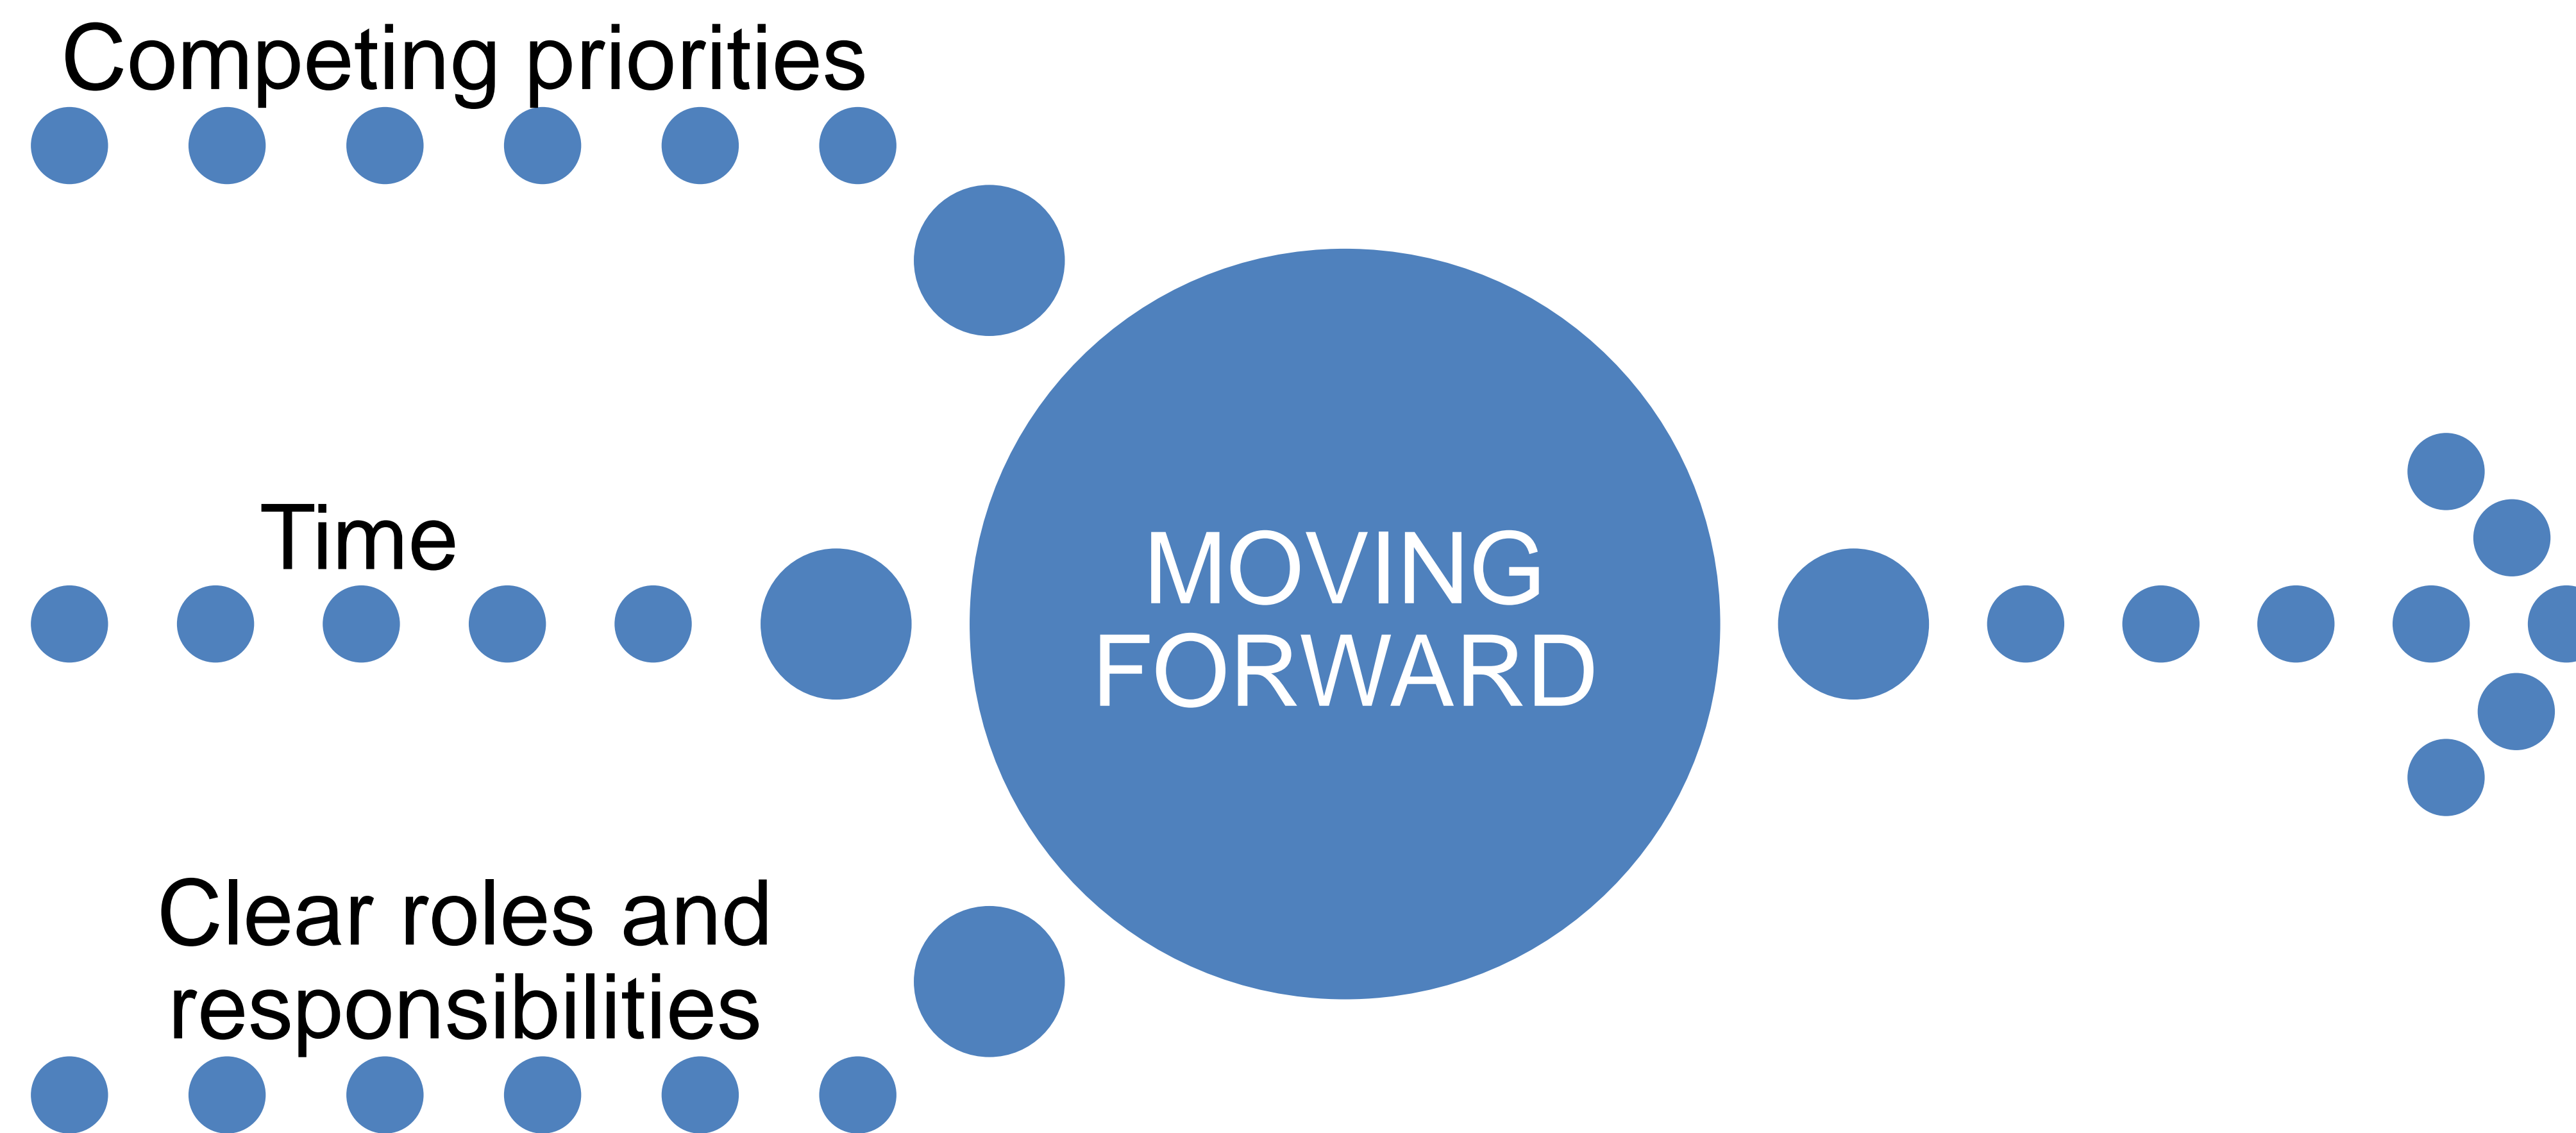 Competing priorities
Time
MOVING
FORWARD
Clear roles and
responsibilities